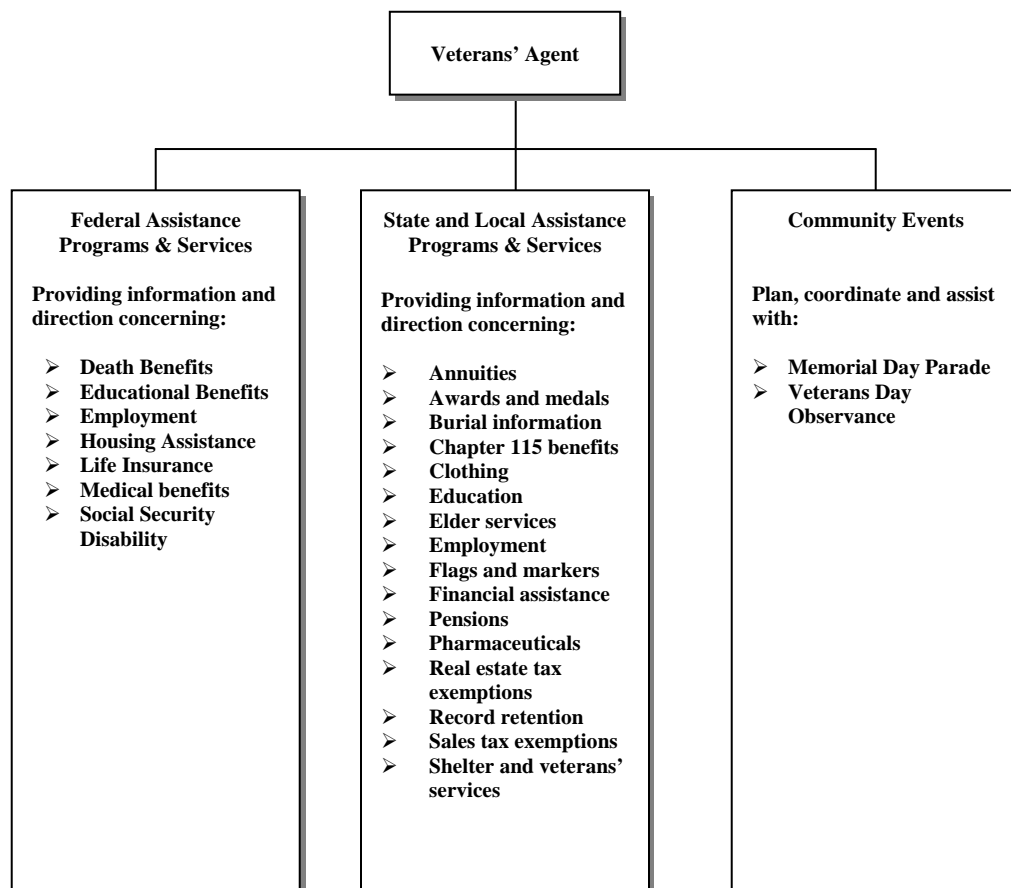 Veterans’ Agent
Federal Assistance
Programs & Services
Providing information and
direction concerning:
➢ Death Benefits
➢ Educational Benefits
➢ Employment
➢ Housing Assistance
➢ Life Insurance
➢ Medical benefits
➢ Social Security
Disability
State and Local Assistance
Programs & Services
Providing information and
direction concerning:
➢ Annuities
➢ Awards and medals
➢ Burial information
➢ Chapter 115 benefits
➢ Clothing
➢ Education
➢ Elder services
➢ Employment
➢ Flags and markers
➢ Financial assistance
➢ Pensions
➢ Pharmaceuticals
➢ Real estate tax
exemptions
➢ Record retention
➢ Sales tax exemptions
➢ Shelter and veterans’
services
Community Events
Plan, coordinate and assist
with:
➢ Memorial Day Parade
➢ Veterans Day
Observance